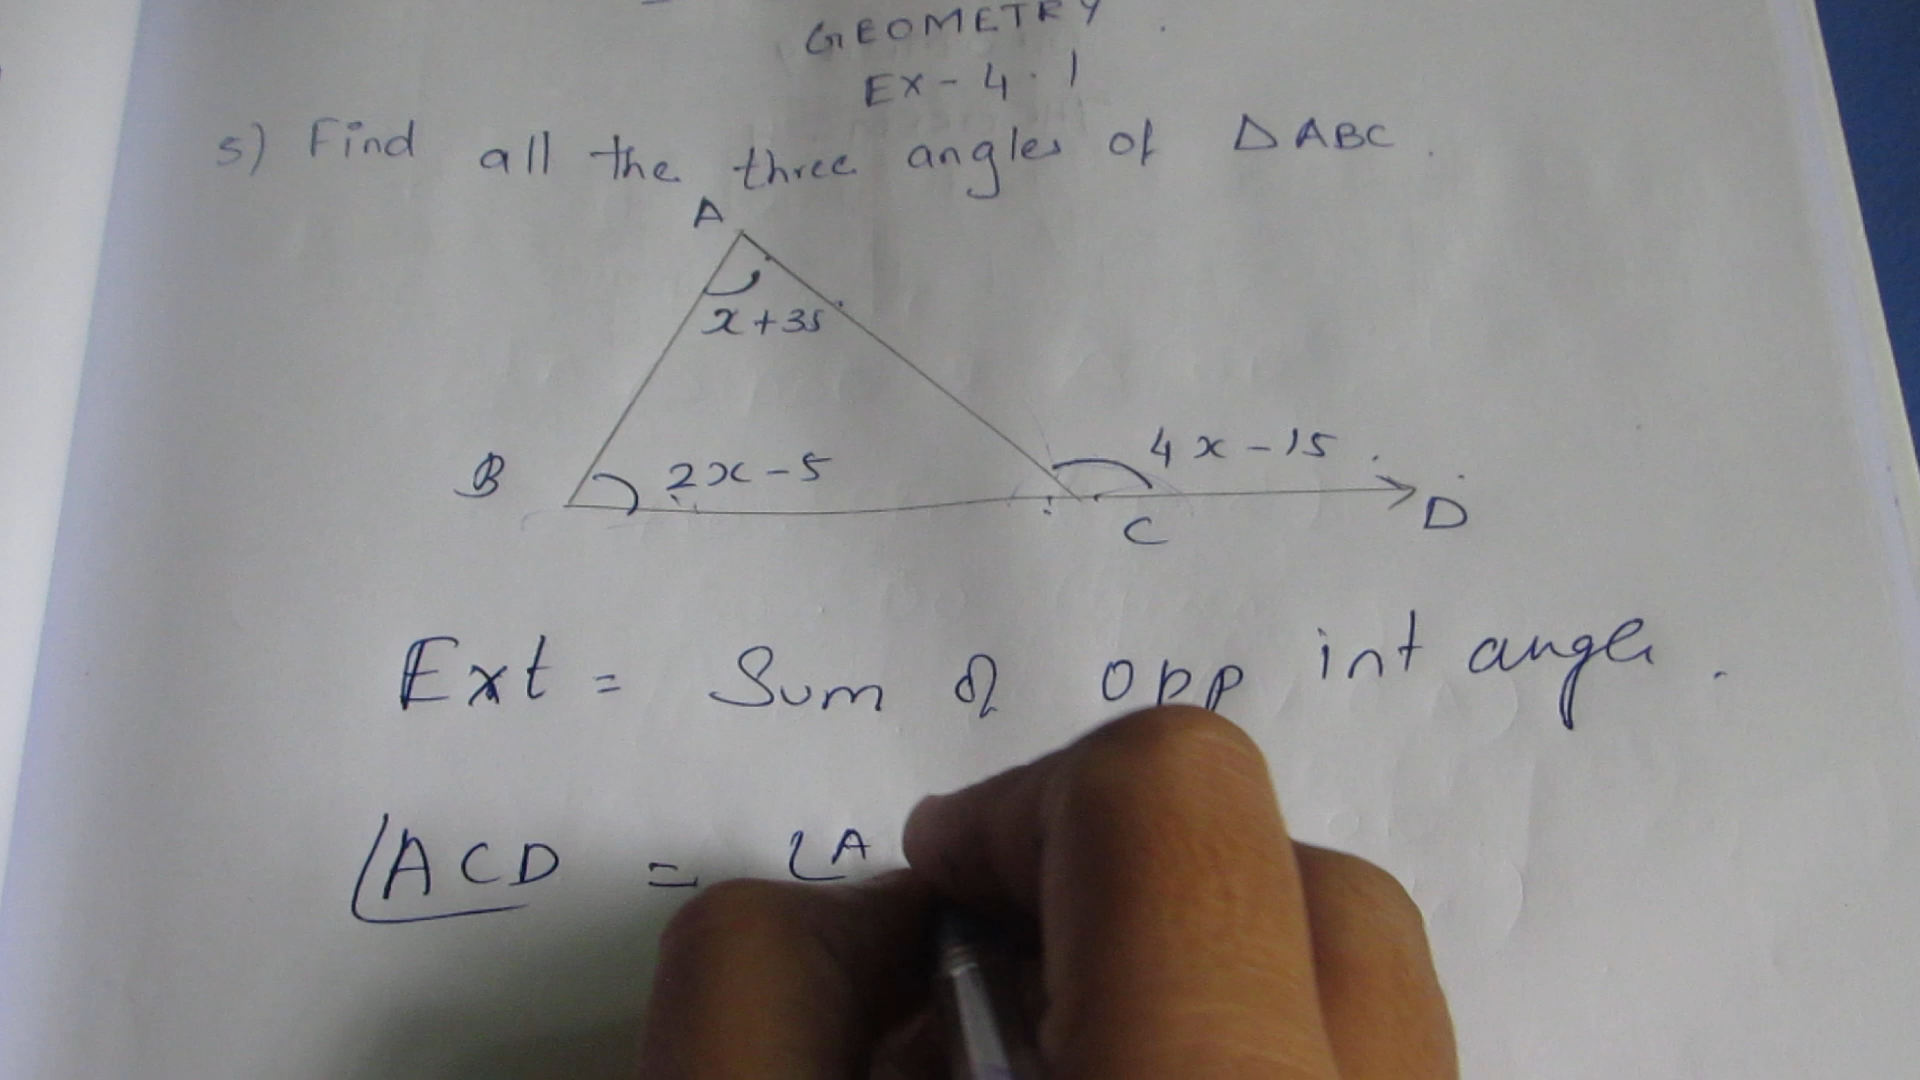 GEOMETRY
EX - 4.1
5) Find all the three angles of △ABC.
A
x+35
B
2x-5
4x-15
C
D
Ext = Sum of opp int angle.
∠ACD = ∠A